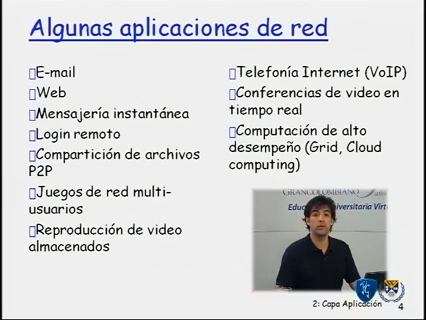 Algunas aplicaciones de red
E-mail
Web
Mensajería instantánea
Login remoto
Compartición de archivos
P2P
Juegos de red multi-
usuarios
Reproducción de video
almacenados
Telefonía Internet (VoIP)
Conferencias de video en
tiempo real
Computación de alto
desempeño (Grid, Cloud
computing)
GRANCOLOMBIANO
2: Capa Aplicación
4